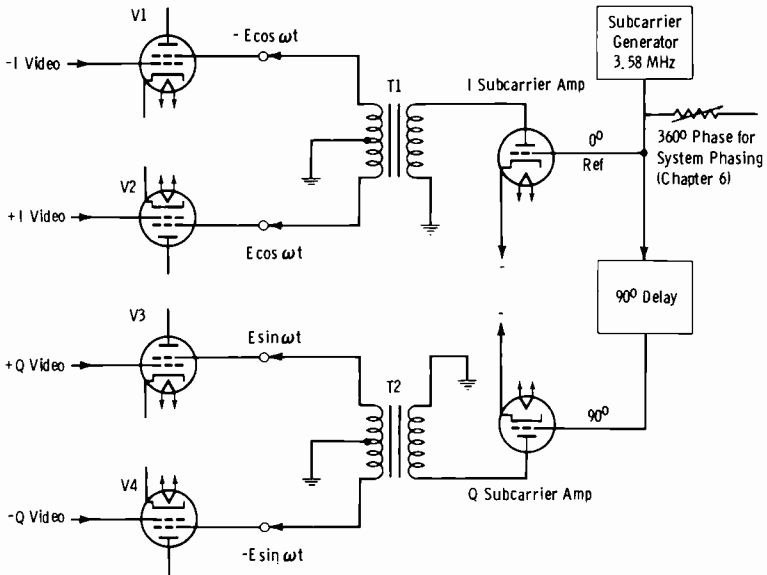 V1
- Ecos ωt
Subcarrier
Generator
3.58 MHz
-I Video
T1
I Subcarrier Amp
0°
Ref
360° Phase for
System Phasing
(Chapter 6)
V2
+I Video
Ecos ωt
90° Delay
V3
Esin ωt
+Q Video
T2
90°
V4
Q Subcarrier Amp
-Q Video
-Esin ωt